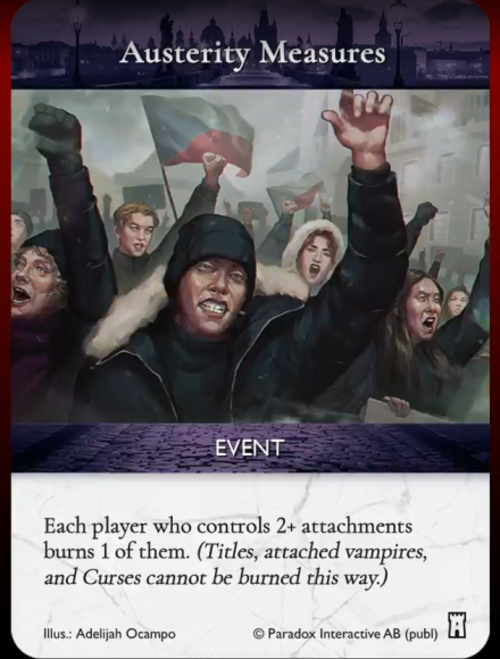 Austerity Measures
EVENT
Each player who controls 2+ attachments
burns 1 of them. (Titles, attached vampires,
and Curses cannot be burned this way.)
Illus.: Adelijah Ocampo © Paradox Interactive AB (publ)